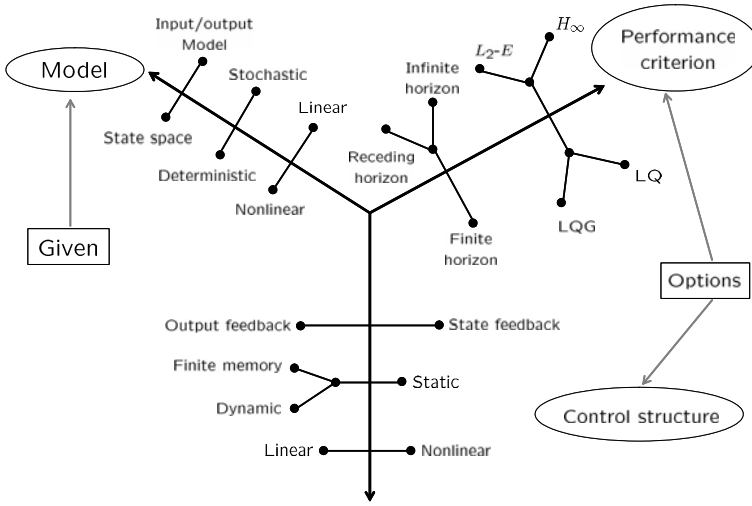 Input/output
Model
Model
Stochastic
Linear
State space
Deterministic
Nonlinear
Given
Infinite
horizon
Receding
horizon
Finite
horizon
L₂-E
H∞
LQ
LQG
Performance
criterion
Options
Control structure
Output feedback
State feedback
Finite memory
Dynamic
Static
Linear
Nonlinear